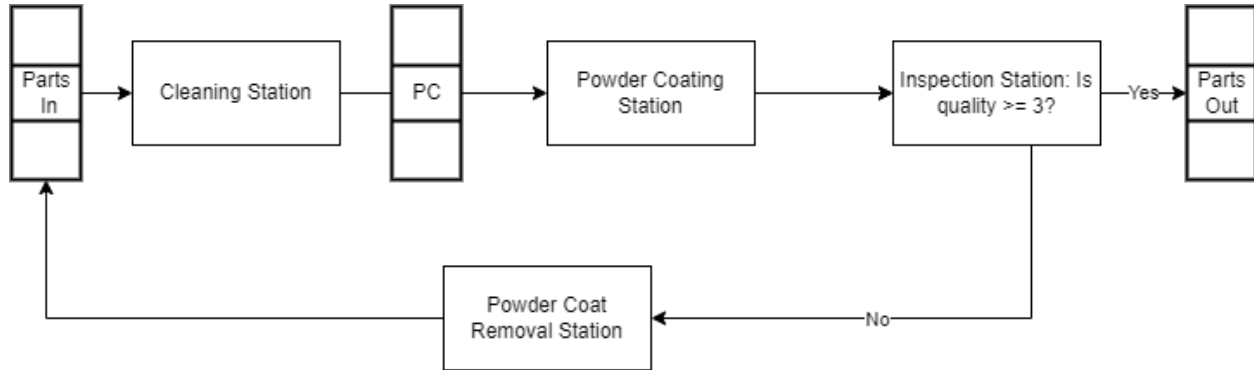 Parts
In
Cleaning Station
PC
Powder Coating
Station
Inspection Station: Is
quality >= 3?
Yes
Parts
Out
Powder Coat
Removal Station
No